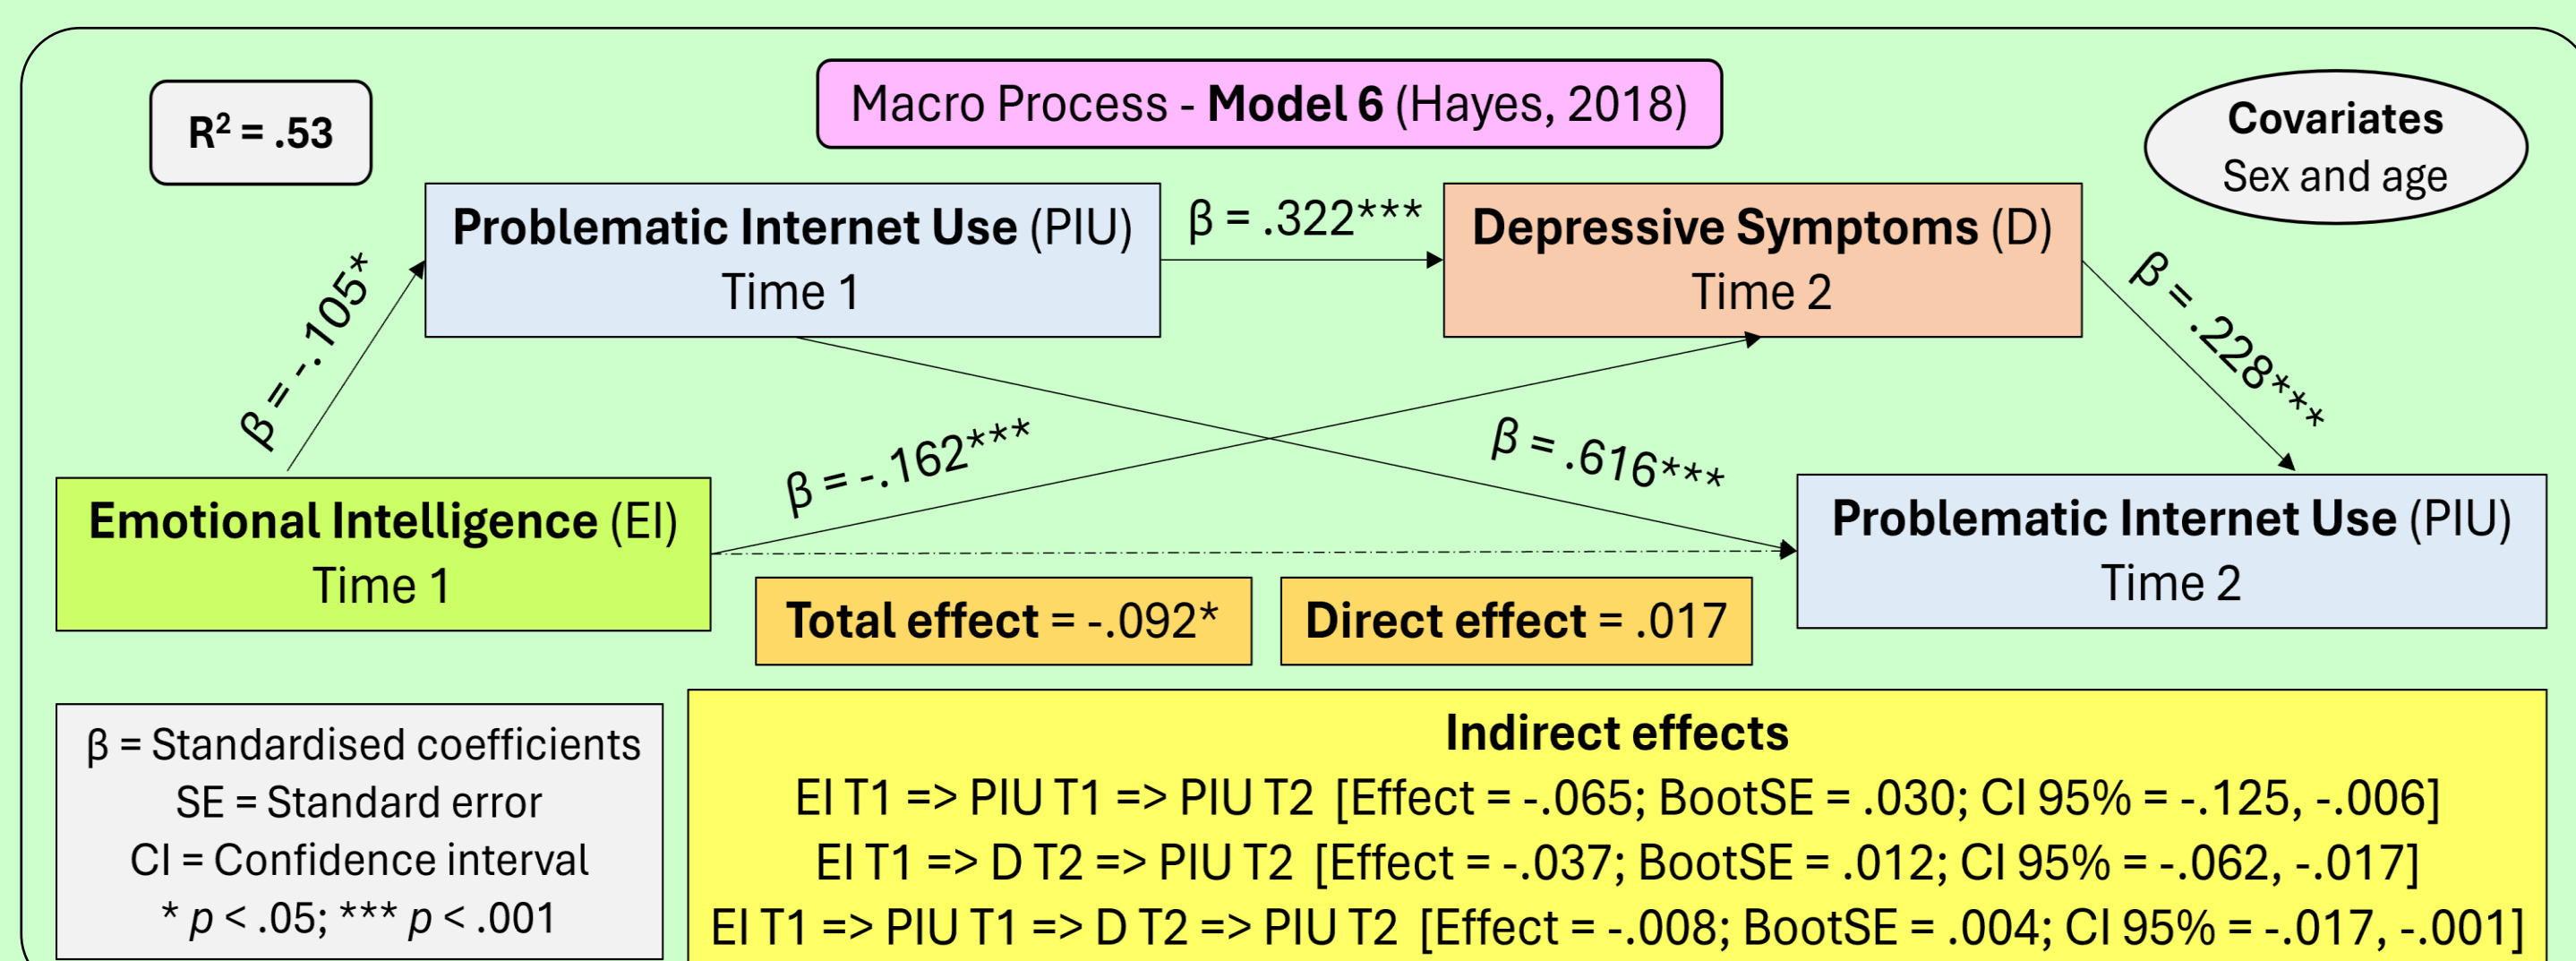 R² = .53
Macro Process - Model 6 (Hayes, 2018)
Covariates
Sex and age
Problematic Internet Use (PIU)
Time 1
β = .322***
Depressive Symptoms (D)
Time 2
β = -.105*
β = .228***
β = -.162***
β = .616***
Emotional Intelligence (EI)
Time 1
Problematic Internet Use (PIU)
Time 2
Total effect = -.092*
Direct effect = .017
β = Standardised coefficients
SE = Standard error
CI = Confidence interval
* p < .05; *** p < .001
Indirect effects
EI T1 => PIU T1 => PIU T2 [Effect = -.065; BootSE = .030; CI 95% = -.125, -.006]
EI T1 => D T2 => PIU T2 [Effect = -.037; BootSE = .012; CI 95% = -.062, -.017]
EI T1 => PIU T1 => D T2 => PIU T2 [Effect = -.008; BootSE = .004; CI 95% = -.017, -.001]